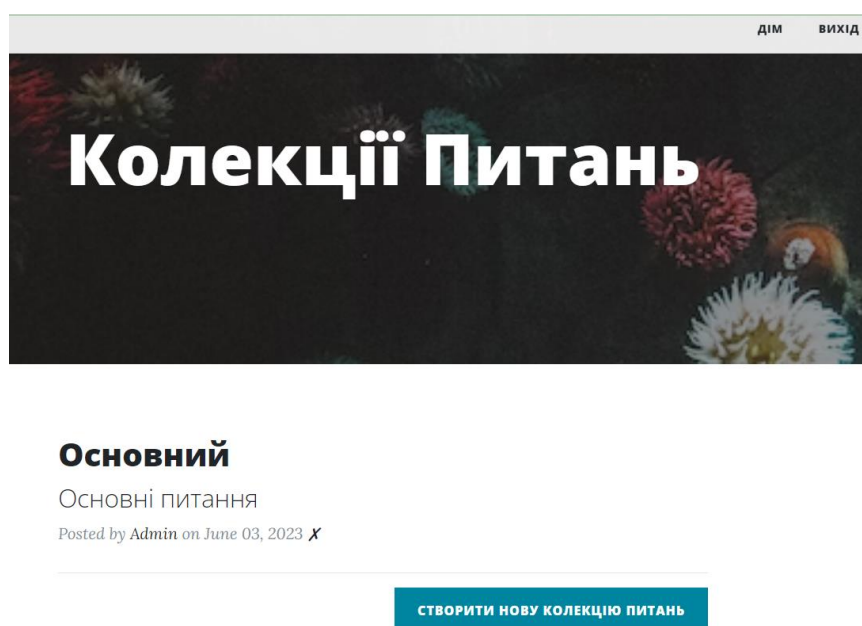 ДІМ ВИХІД
Колекції Питань
Основний
Основні питання
Posted by Admin on June 03, 2023 ✗
СТВОРИТИ НОВУ КОЛЕКЦІЮ ПИТАНЬ